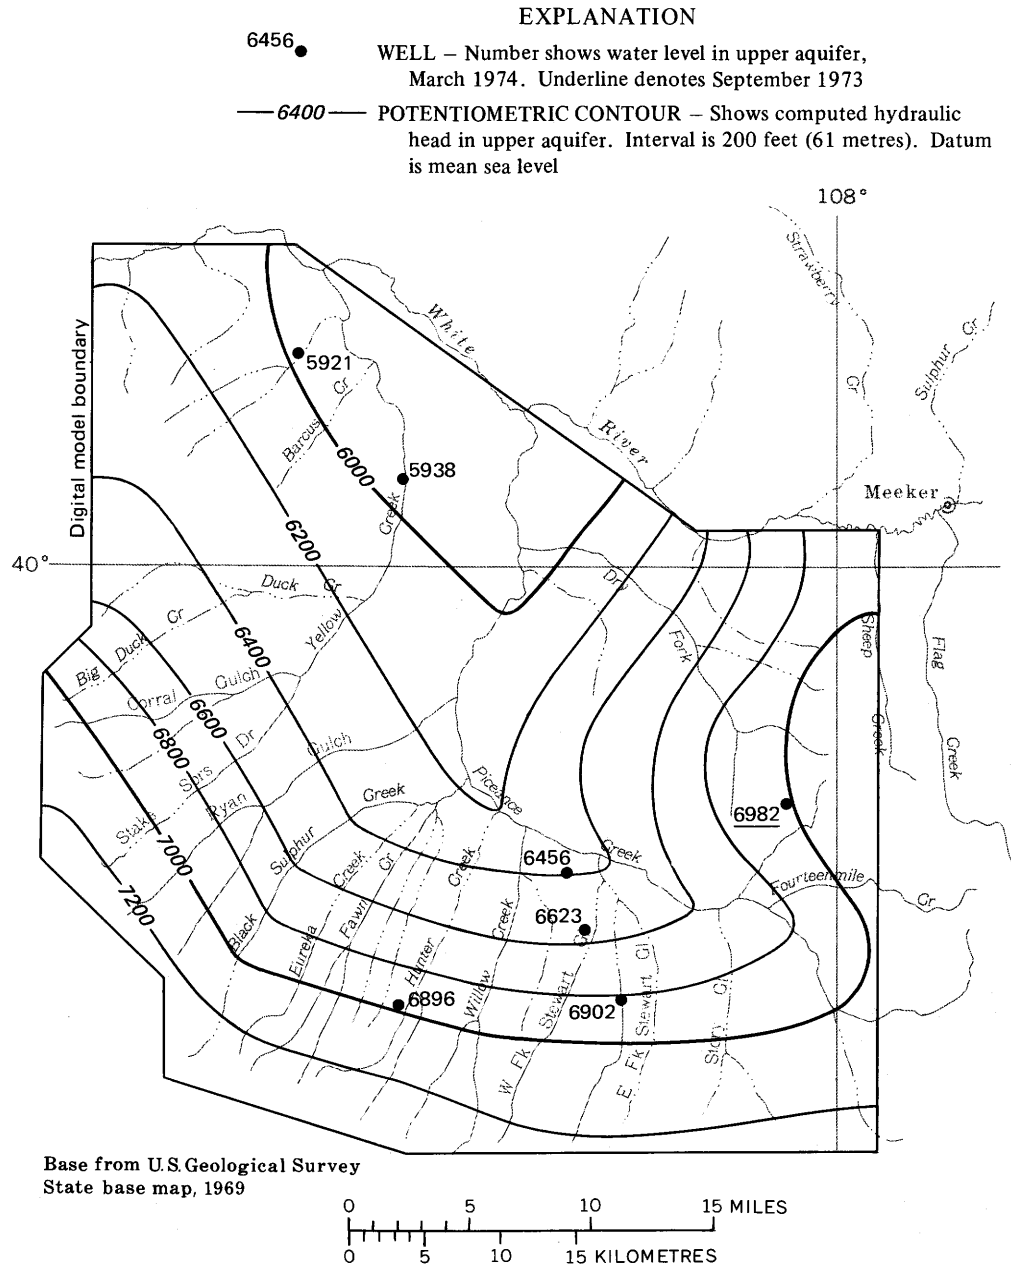 EXPLANATION
6456
WELL – Number shows water level in upper aquifer,
March 1974. Underline denotes September 1973
6400
POTENTIOMETRIC CONTOUR – Shows computed hydraulic
head in upper aquifer. Interval is 200 feet (61 metres). Datum
is mean sea level
108°
Strawberry
Cr
Sulphur Cr
White
River
Digital model boundary
5921
Barcus Cr
6000
5938
Creek
Meeker
6200
40°
Duck Cr
Dry
Fork
Yellow
Big Duck Cr
6400
Sheep
Creek
Flag
Creek
Corral Gulch
6600
6800
Stake
Dr
Ryan Gulch
Piceance
Creek
6982
7000
Sulphur Creek
6456
Fourteenmile
Cr
7200
6623
Black
Eureka Creek
Fawn Cr
Hunter
Creek
Willow
Creek
6896
6902
W Fk Stewart
E Fk Stewart Gl
Story Gl
Base from U.S. Geological Survey
State base map, 1969
0 5 10 15 MILES
0 5 10 15 KILOMETRES